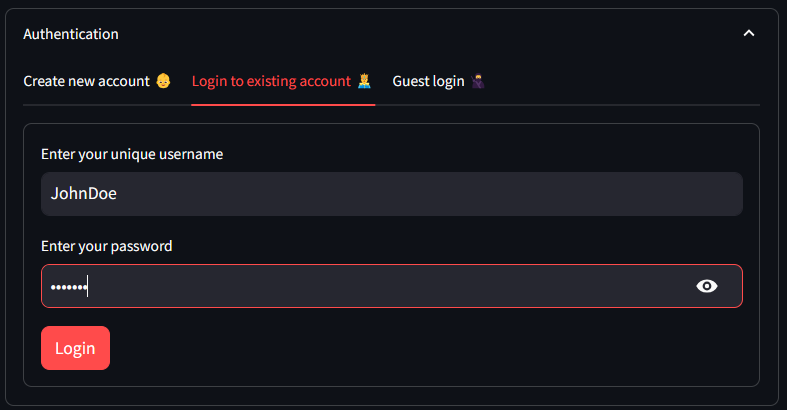 Authentication
Create new account 👶 Login to existing account 🤴 Guest login 🦹
Enter your unique username
JohnDoe
Enter your password
•••••••
Login